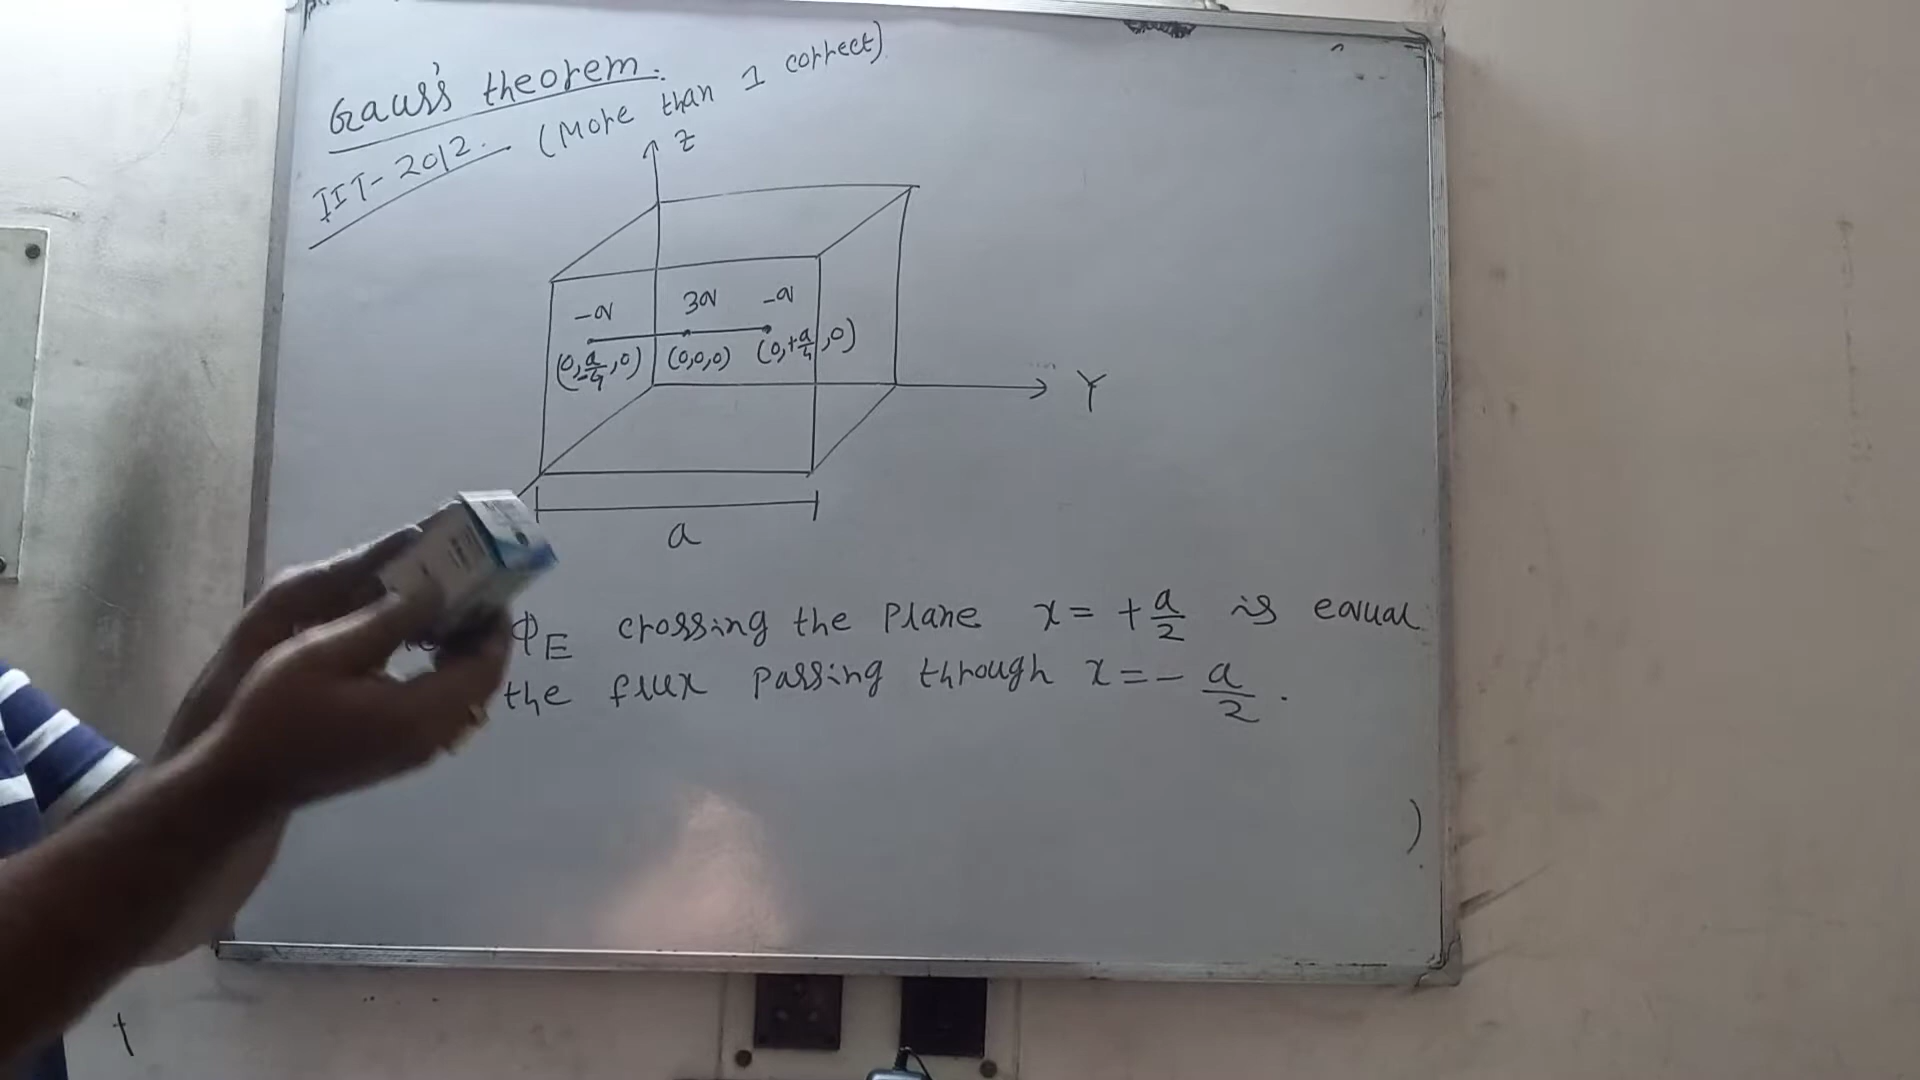 Gauss's theorem.
IIT-2012. (More than 1 correct)
Z
-q 3q -q
(0,-a/4,0) (0,0,0) (0,+a/4,0)
Y
a
ΦE crossing the Plane x = + a/2 is equal
the flux passing through x = - a/2 .
)